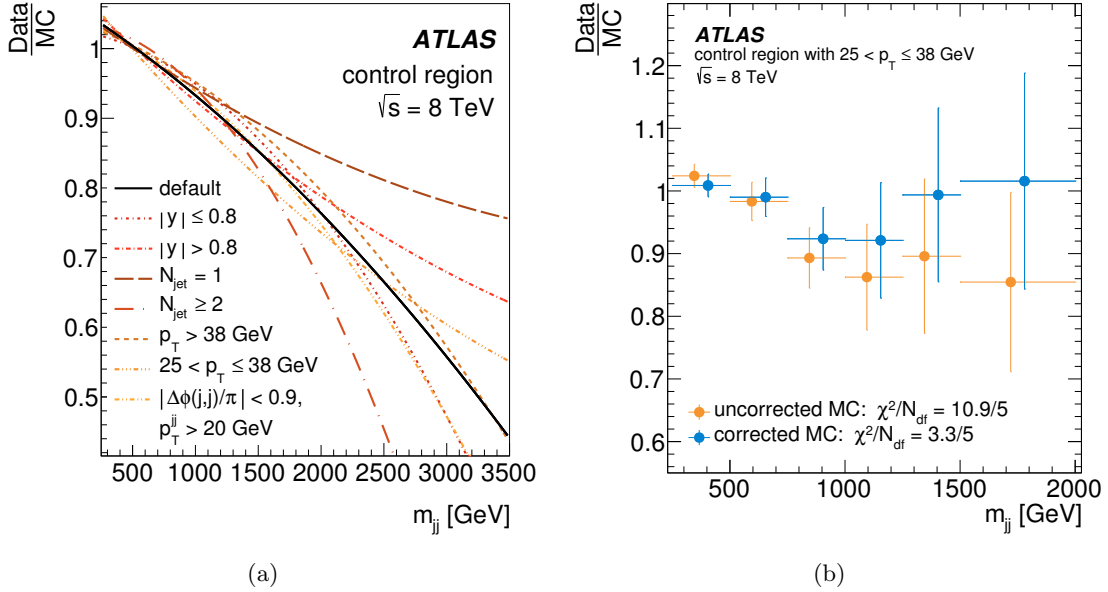 Data
MC
ATLAS
control region
√s = 8 TeV
1
0.9
0.8
0.7
0.6
0.5
default
|y| ≤ 0.8
|y| > 0.8
N_jet = 1
N_jet ≥ 2
p_T > 38 GeV
25 < p_T ≤ 38 GeV
|Δϕ(j,j)/π| < 0.9,
p_T^jj > 20 GeV
500 1000 1500 2000 2500 3000 3500
m_jj [GeV]
(a)
Data
MC
ATLAS
control region with 25 < p_T ≤ 38 GeV
√s = 8 TeV
1.2
1.1
1
0.9
0.8
0.7
0.6
uncorrected MC: χ²/N_df = 10.9/5
corrected MC: χ²/N_df = 3.3/5
500 1000 1500 2000
m_jj [GeV]
(b)